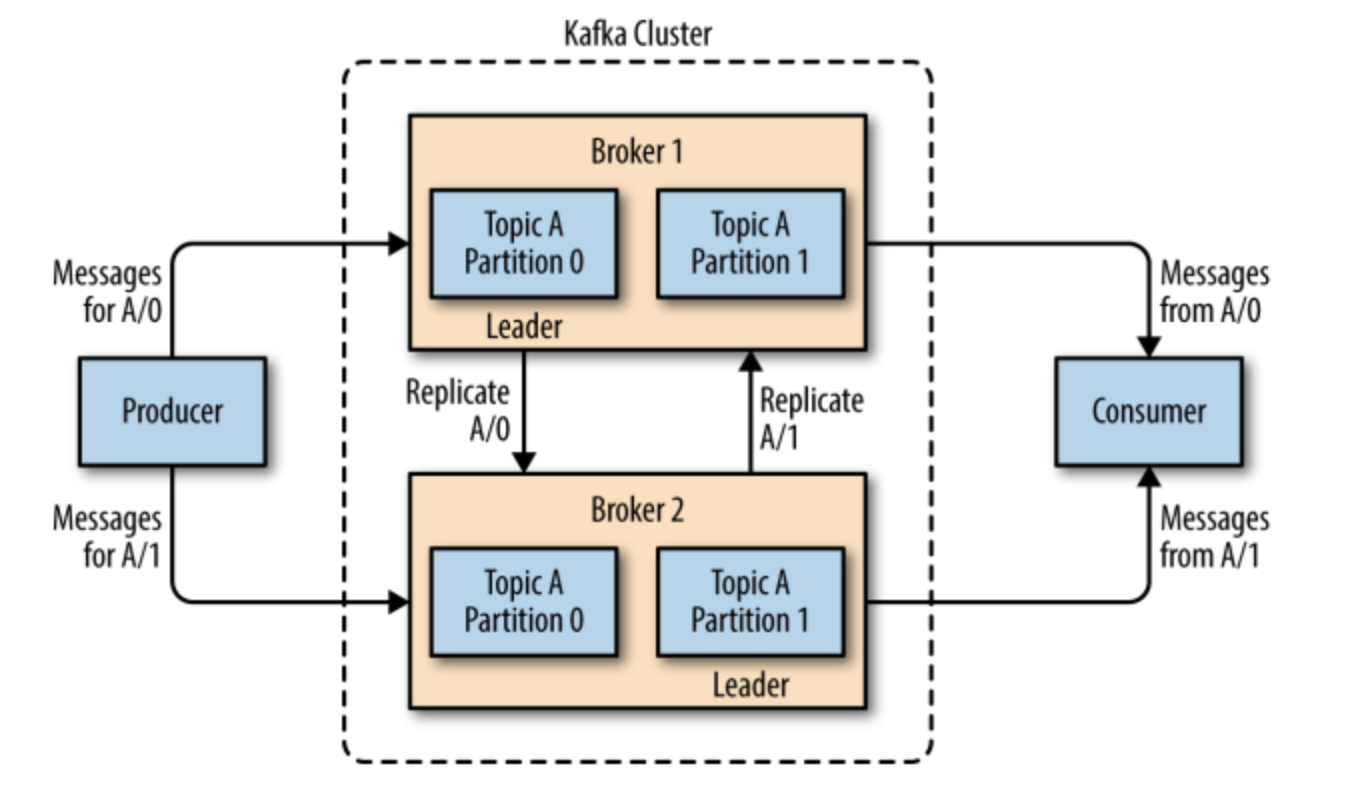 Kafka Cluster
Broker 1
Topic A
Partition 0
Topic A
Partition 1
Leader
Messages
for A/0
Messages
from A/0
Replicate
A/0
Replicate
A/1
Producer
Consumer
Messages
for A/1
Messages
from A/1
Broker 2
Topic A
Partition 0
Topic A
Partition 1
Leader